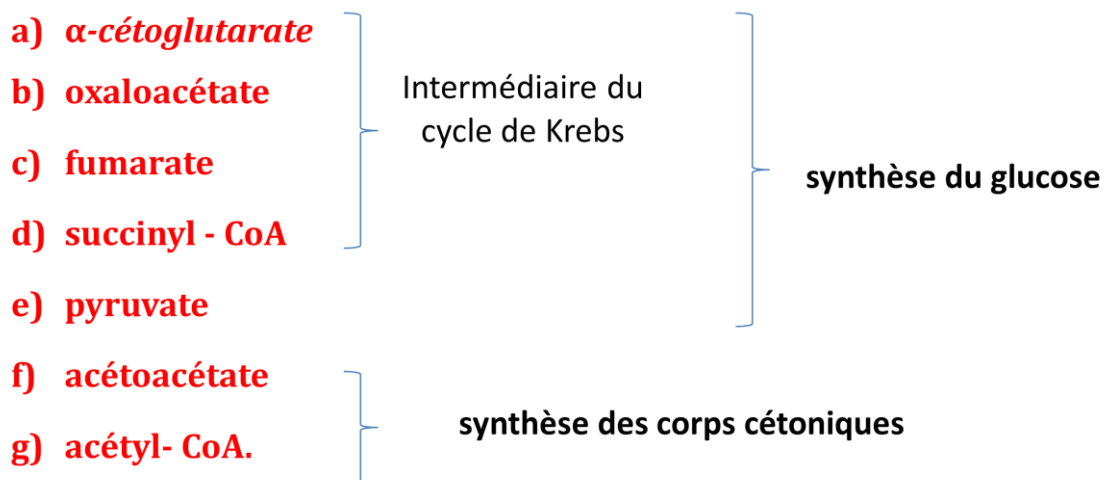 a) α-cétoglutarate
b) oxaloacétate
c) fumarate
d) succinyl - CoA
e) pyruvate
f) acétoacétate
g) acétyl- CoA.
Intermédiaire du
cycle de Krebs
synthèse du glucose
synthèse des corps cétoniques